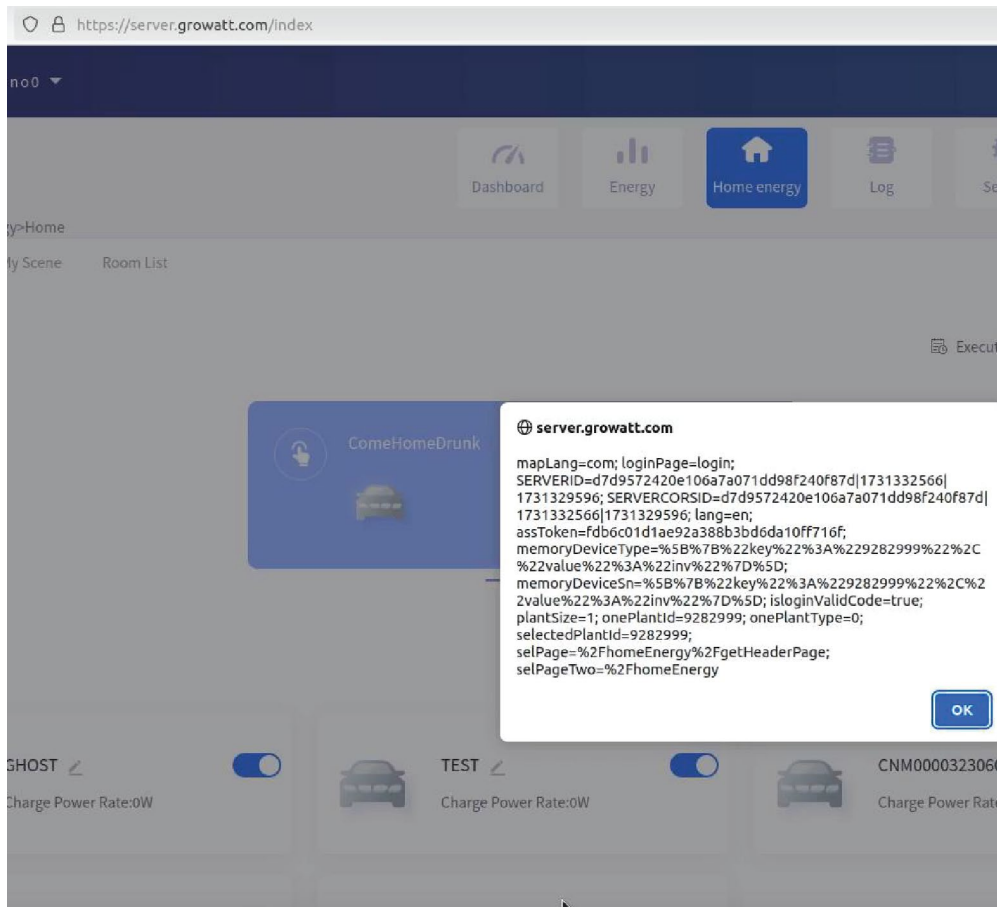 https://server.growatt.com/index
no0
Dashboard
Energy
Home energy
Log
Se
gy>Home
My Scene
Room List
Execut
ComeHomeDrunk
server.growatt.com
mapLang=com; loginPage=login;
SERVERID=d7d9572420e106a7a071dd98f240f87d|1731332566|
1731329596; SERVERCORSID=d7d9572420e106a7a071dd98f240f87d|
1731332566|1731329596; lang=en;
assToken=fdb6c01d1ae92a388b3bd6da10ff716f;
memoryDeviceType=%5B%7B%22key%22%3A%229282999%22%2C
%22value%22%3A%22inv%22%7D%5D;
memoryDeviceSn=%5B%7B%22key%22%3A%229282999%22%2C%2
2value%22%3A%22inv%22%7D%5D; isloginValidCode=true;
plantSize=1; onePlantId=9282999; onePlantType=0;
selectedPlantId=9282999;
selPage=%2FhomeEnergy%2FgetHeaderPage;
selPageTwo=%2FhomeEnergy
OK
GHOST
Charge Power Rate:0W
TEST
Charge Power Rate:0W
CNM0000323060
Charge Power Rate